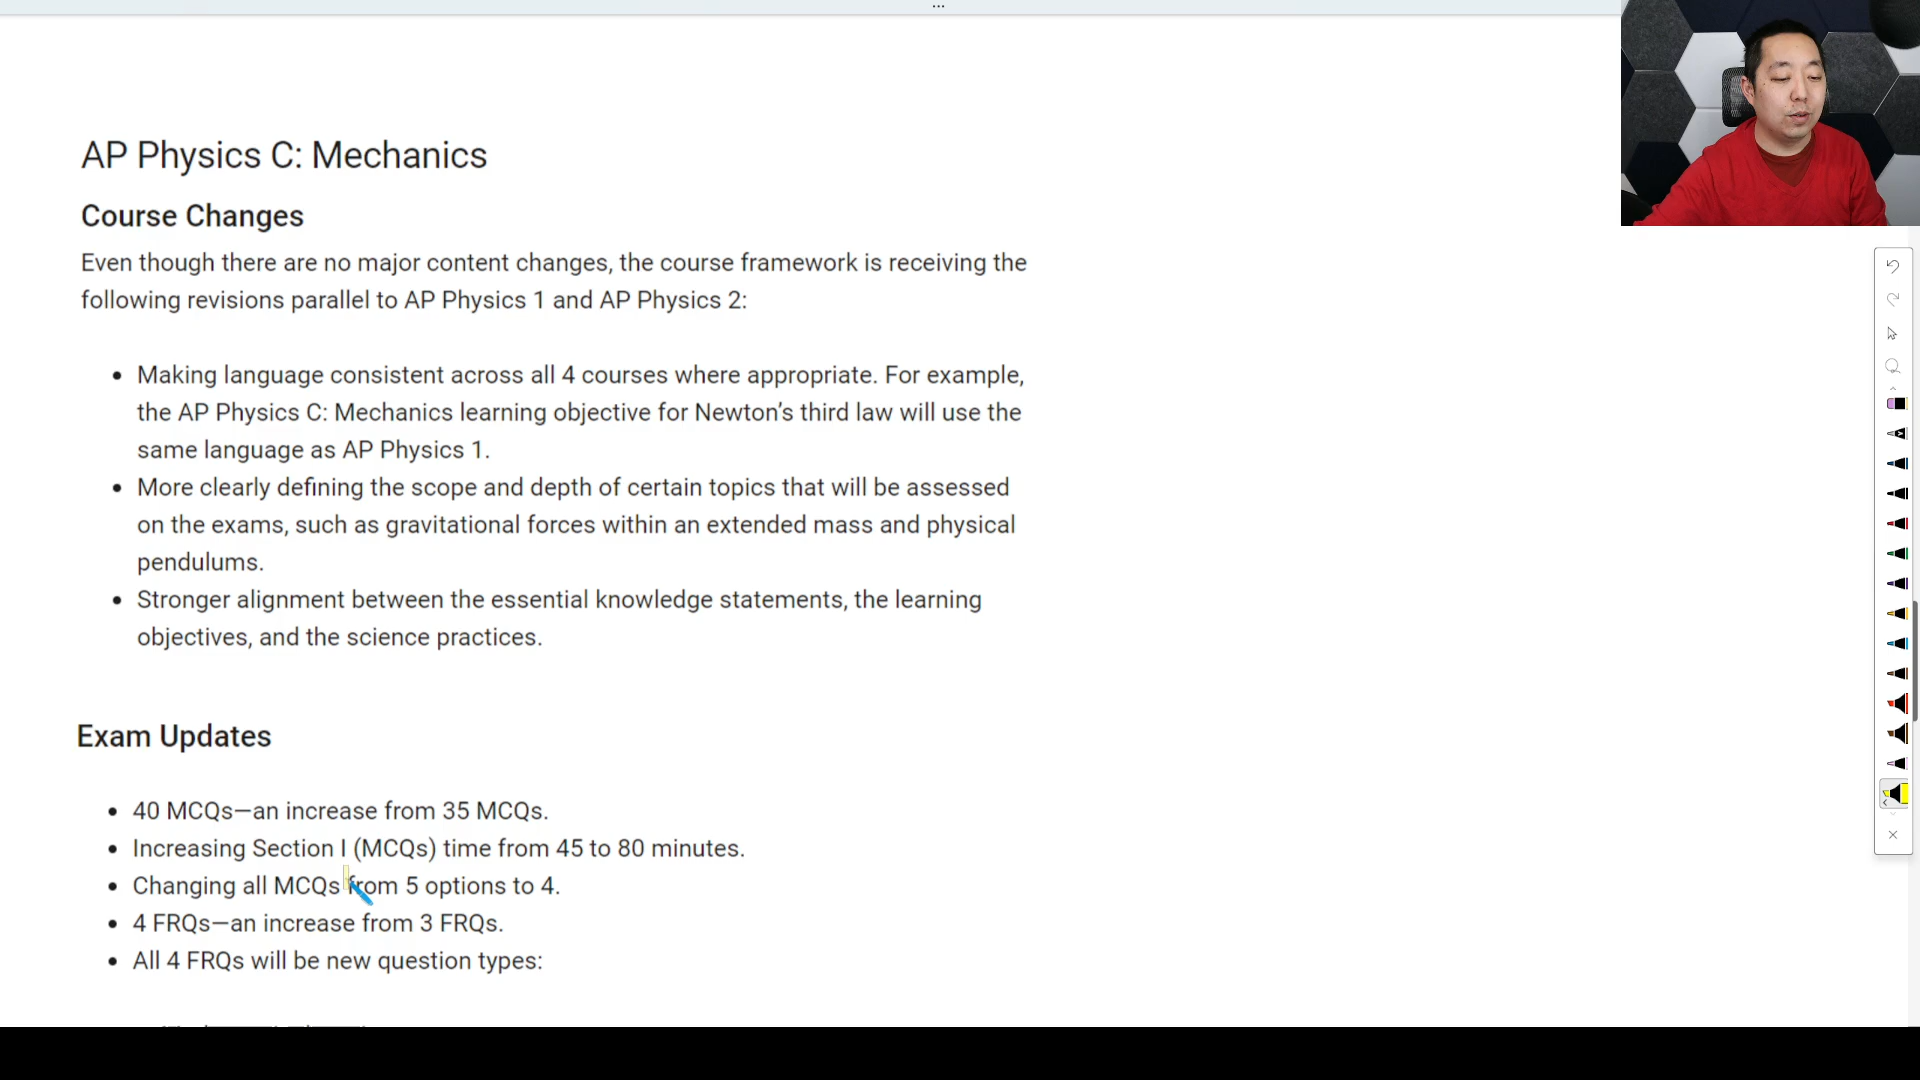 AP Physics C: Mechanics
Course Changes
Even though there are no major content changes, the course framework is receiving the
following revisions parallel to AP Physics 1 and AP Physics 2:
• Making language consistent across all 4 courses where appropriate. For example,
the AP Physics C: Mechanics learning objective for Newton’s third law will use the
same language as AP Physics 1.
• More clearly defining the scope and depth of certain topics that will be assessed
on the exams, such as gravitational forces within an extended mass and physical
pendulums.
• Stronger alignment between the essential knowledge statements, the learning
objectives, and the science practices.
Exam Updates
• 40 MCQs—an increase from 35 MCQs.
• Increasing Section I (MCQs) time from 45 to 80 minutes.
• Changing all MCQs from 5 options to 4.
• 4 FRQs—an increase from 3 FRQs.
• All 4 FRQs will be new question types: